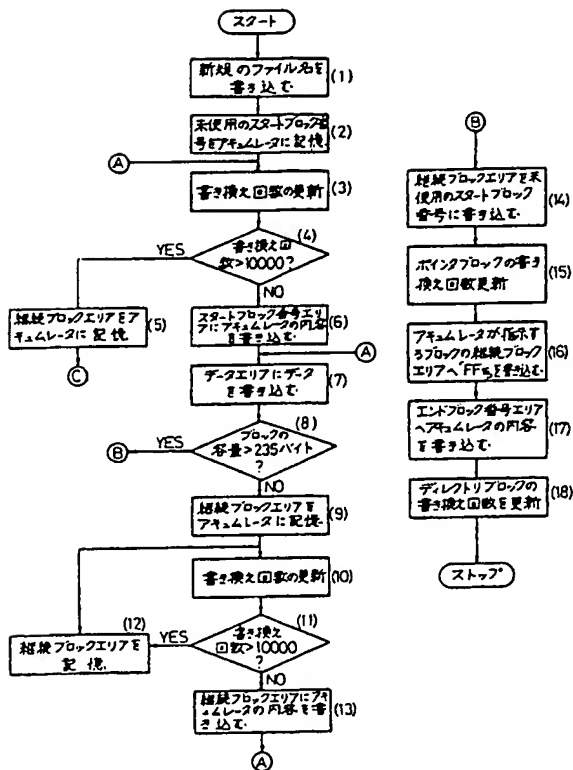 スタート
新規のファイル名を
書き込む.
(1)
未使用のスタートブロック番
号をアキュムレータに記憶.
(2)
A
書き換え回数の更新
(3)
(4)
書き換え回
数>10000?
YES
NO
継続ブロックエリアをア
キュムレータに記憶
(5)
C
スタートブロック番号エリ
アにアキュムレータの内容
を書き込む.
(6)
A
データエリアにデータ
を書き込む
(7)
(8)
ブロックの
容量>235バイト
?
YES
B
NO
継続ブロックエリアを
アキュムレータに記憶.
(9)
書き換え回数の更新
(10)
(11)
書き換え
回数>10000
?
YES
(12)
継続ブロックエリアを
記憶.
NO
継続ブロックエリアにアキ
ュムレータの内容を書
き込む
(13)
A
B
継続ブロックエリアを未
使用のスタートブロック
番号に書き込む.
(14)
ポインタブロックの書き
換え回数更新
(15)
アキュムレータが指示す
るブロックの継続ブロック
エリアへ"FF"を書き込む
(16)
エンドブロック番号エリア
へアキュムレータの内容
を書き込む.
(17)
ディレクトリブロックの
書き換え回数を更新
(18)
ストップ